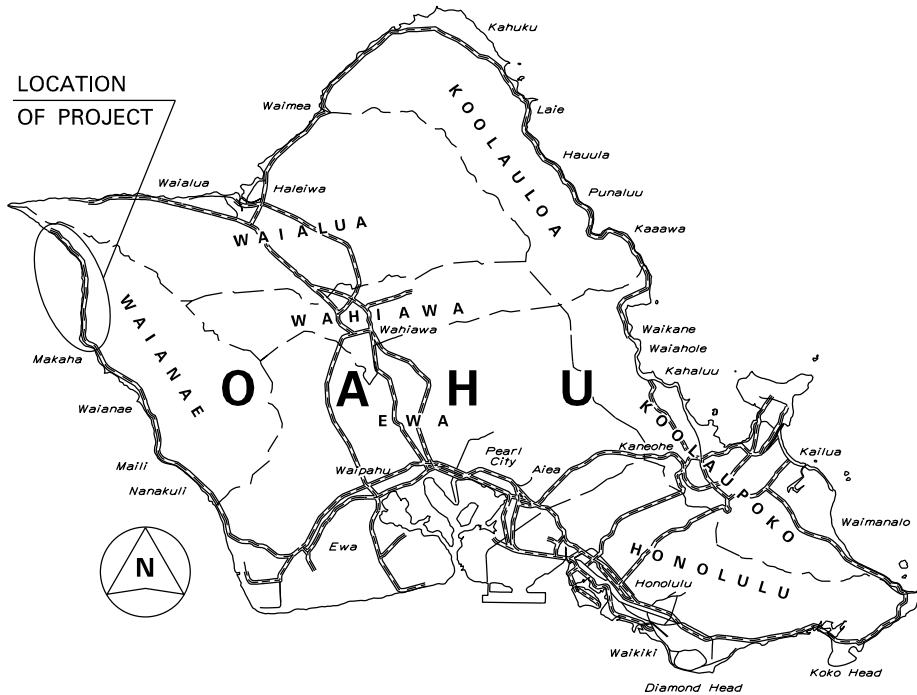 Kahuku
LOCATION
OF PROJECT
Waimea
KOOLAULOA
Laie
Hauula
Waialua
Haleiwa
Punaluu
WAIALUA
Kaaawa
WAIANAE
WAHIAWA
Wahiawa
Waikane
Waiahole
Makaha
Kahaluu
OAHU
Waianae
EWA
KOOLAUPOKO
Kaneohe
Pearl
City
Kailua
Maili
Waipahu
Aiea
Nanakuli
Waimanalo
Ewa
HONOLULU
N
Honolulu
Waikiki
Koko Head
Diamond Head